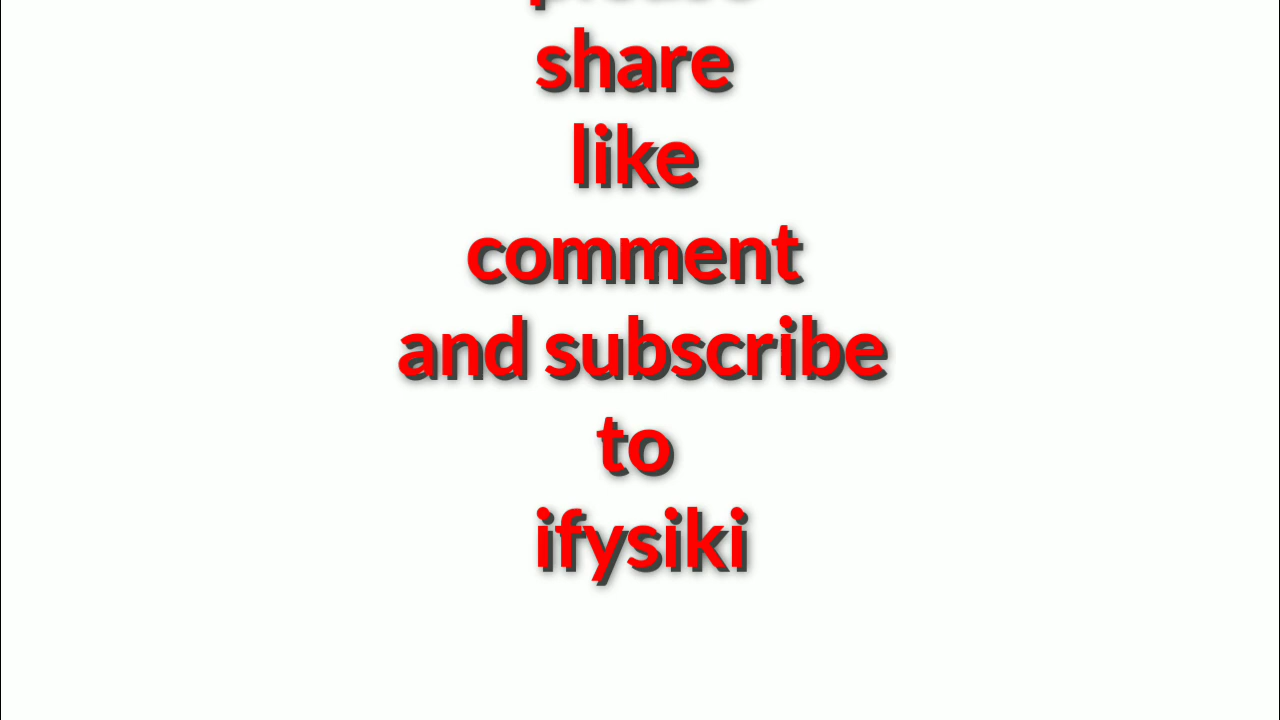 share
like
comment
and subscribe
to
ifysiki